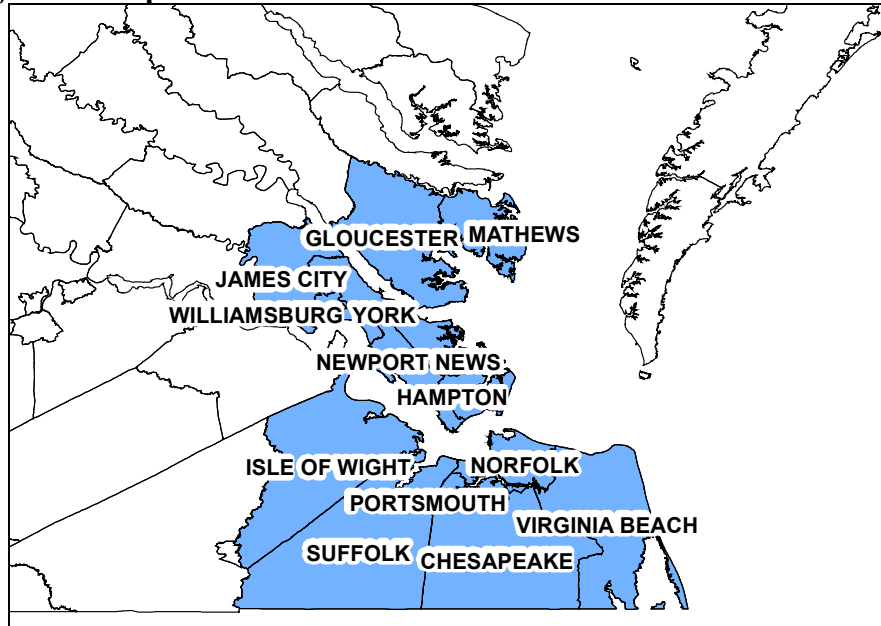 GLOUCESTER
MATHEWS
JAMES CITY
WILLIAMSBURG
YORK
NEWPORT NEWS
HAMPTON
ISLE OF WIGHT
NORFOLK
PORTSMOUTH
VIRGINIA BEACH
SUFFOLK
CHESAPEAKE